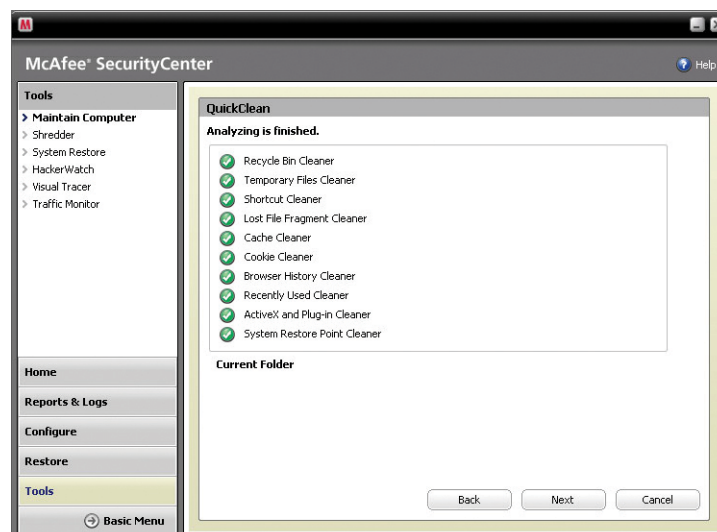 McAfee® SecurityCenter
Help
Tools
Maintain Computer
Shredder
System Restore
HackerWatch
Visual Tracer
Traffic Monitor
Home
Reports & Logs
Configure
Restore
Tools
Basic Menu
QuickClean
Analyzing is finished.
Recycle Bin Cleaner
Temporary Files Cleaner
Shortcut Cleaner
Lost File Fragment Cleaner
Cache Cleaner
Cookie Cleaner
Browser History Cleaner
Recently Used Cleaner
ActiveX and Plug-in Cleaner
System Restore Point Cleaner
Current Folder
Back
Next
Cancel